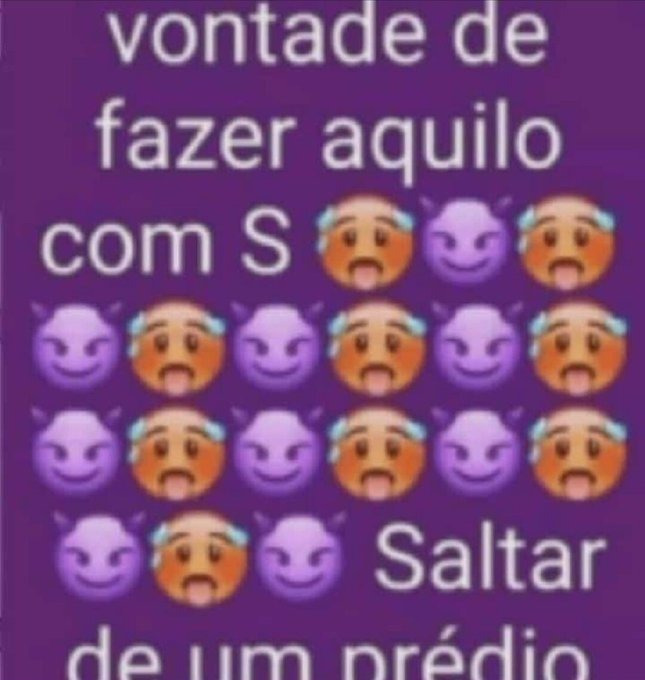 vontade de
fazer aquilo
com S 🥵😈🥵
😈🥵😈🥵😈🥵
😈🥵😈🥵😈🥵
😈🥵😈 Saltar
de um prédio